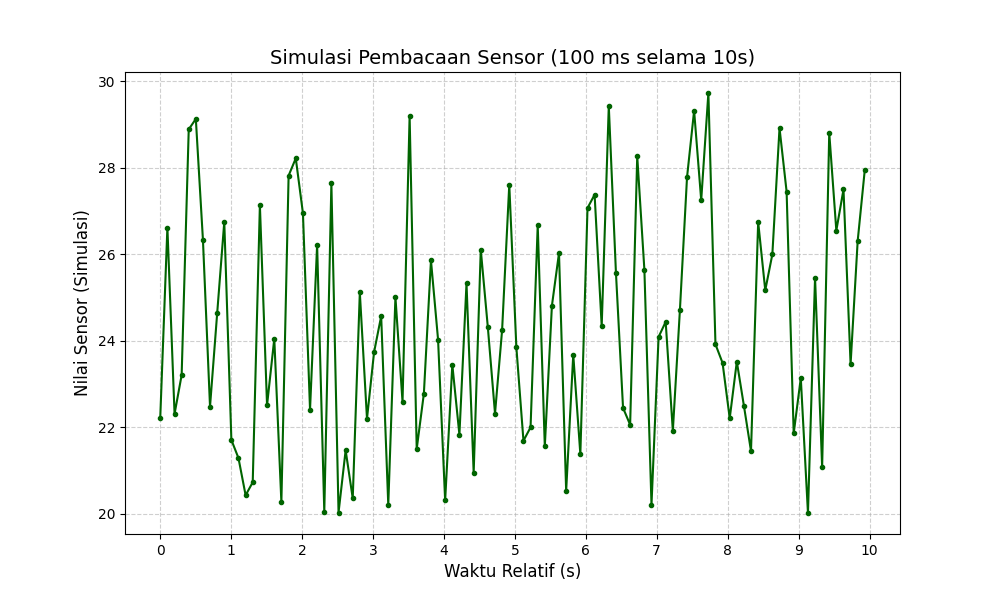 Simulasi Pembacaan Sensor (100 ms selama 10s)
Nilai Sensor (Simulasi)
30
28
26
24
22
20
0 1 2 3 4 5 6 7 8 9 10
Waktu Relatif (s)